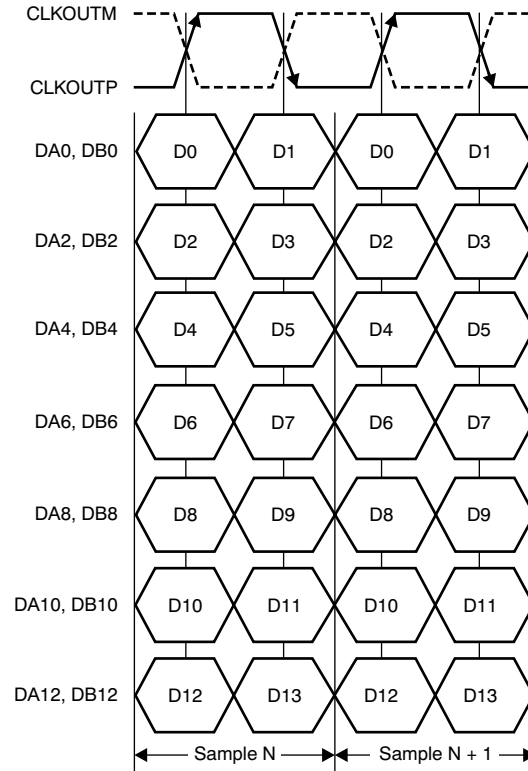 CLKOUTM
CLKOUTP
DA0, DB0 D0 D1 D0 D1
DA2, DB2 D2 D3 D2 D3
DA4, DB4 D4 D5 D4 D5
DA6, DB6 D6 D7 D6 D7
DA8, DB8 D8 D9 D8 D9
DA10, DB10 D10 D11 D10 D11
DA12, DB12 D12 D13 D12 D13
Sample N Sample N + 1